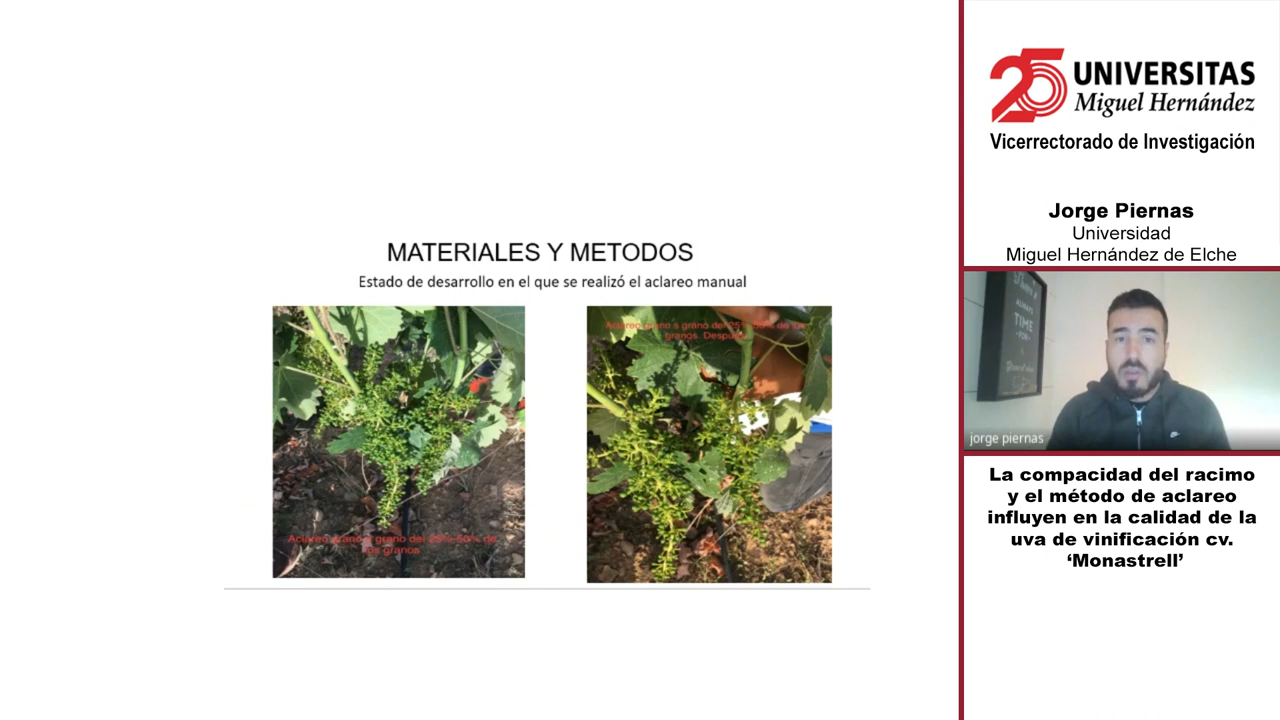 MATERIALES Y METODOS
Estado de desarrollo en el que se realizó el aclareo manual
Aclareo grano a grano del 25%-50% de
los granos
Aclareo grano a grano del 25%-50% de los
granos. Después
25 UNIVERSITAS
Miguel Hernández
Vicerrectorado de Investigación
Jorge Piernas
Universidad
Miguel Hernández de Elche
ALWAYS
TIME
FOR
jorge piernas
La compacidad del racimo
y el método de aclareo
influyen en la calidad de la
uva de vinificación cv.
‘Monastrell’